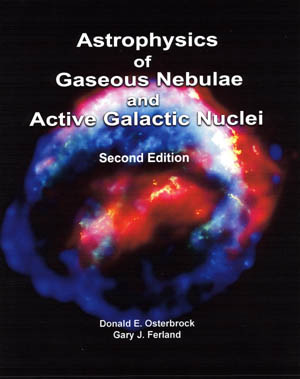 Astrophysics
of
Gaseous Nebulae
and
Active Galactic Nuclei
Second Edition
Donald E. Osterbrock
Gary J. Ferland